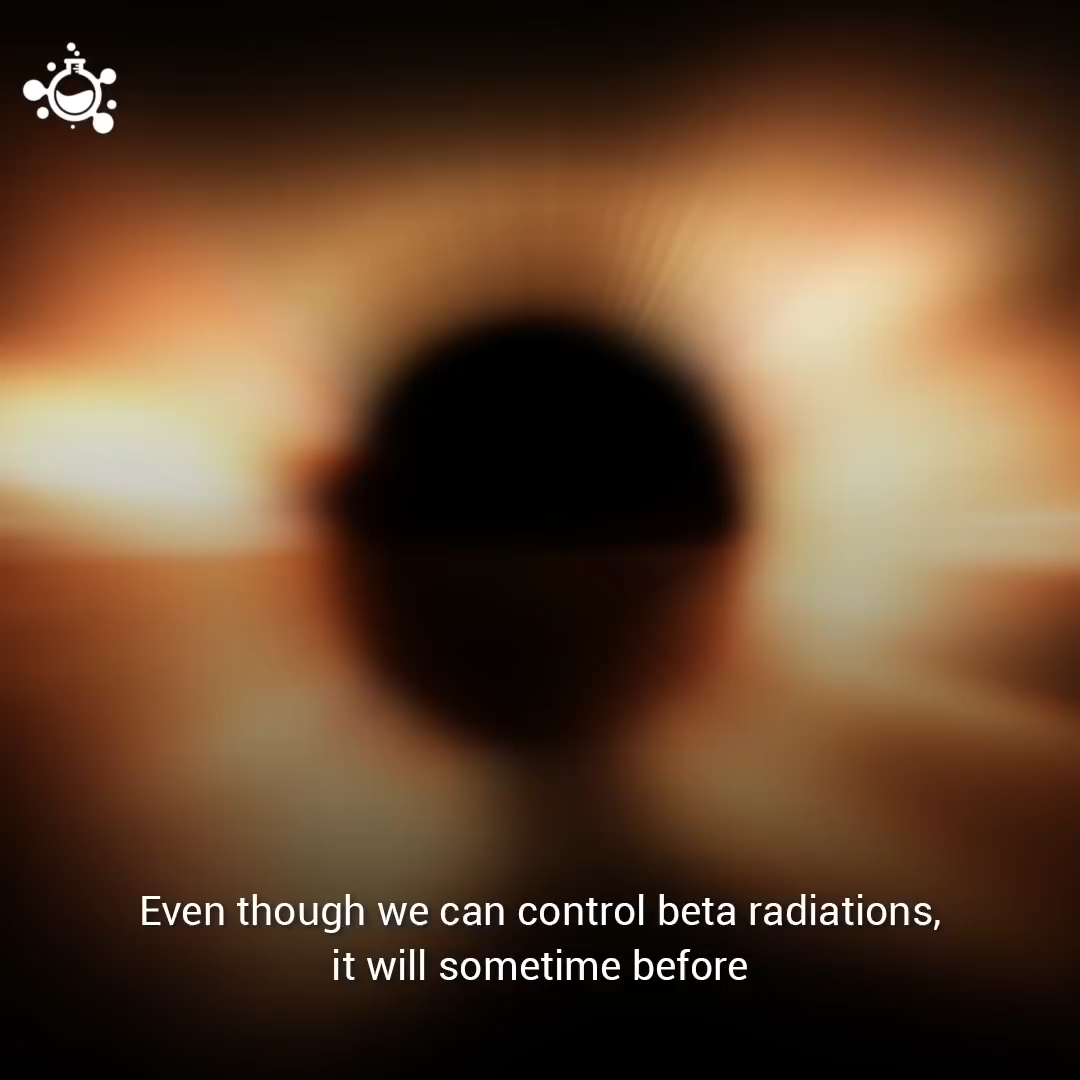 Even though we can control beta radiations,
it will sometime before